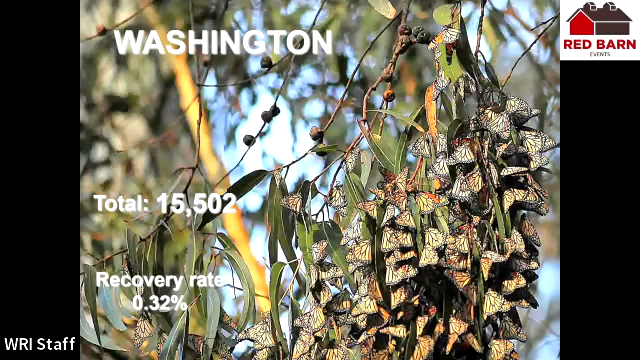 WASHINGTON
RED BARN
EVENTS
Total: 15,502
Recovery rate
0.32%
WRI Staff